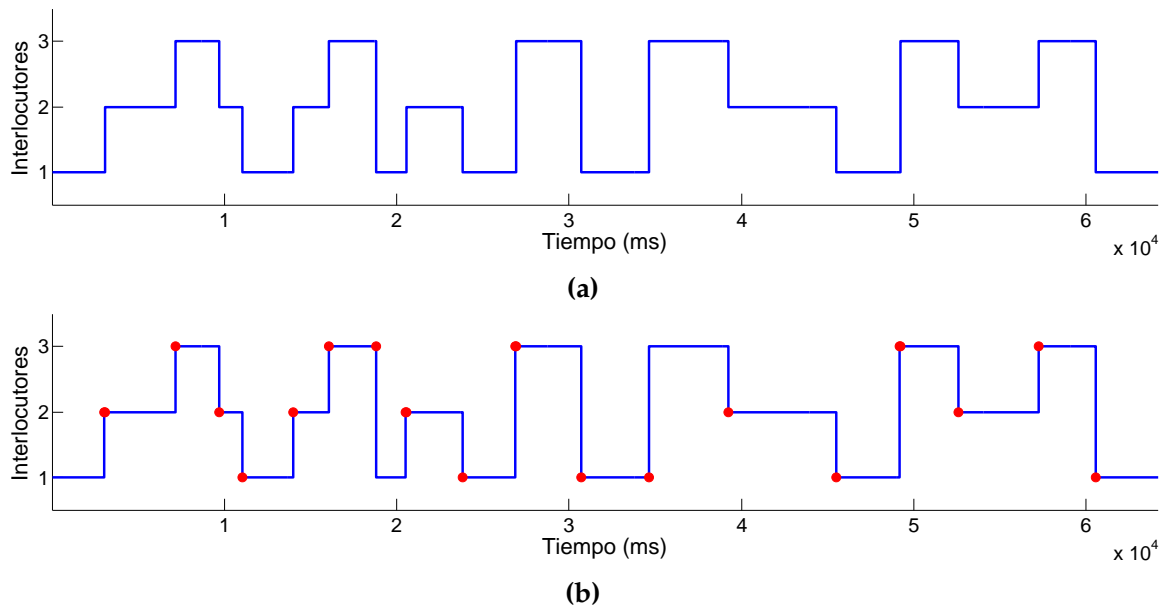 Interlocutores
3
2
1
1 2 3 4 5 6
Tiempo (ms)
x 10^4
(a)
Interlocutores
3
2
1
1 2 3 4 5 6
Tiempo (ms)
x 10^4
(b)